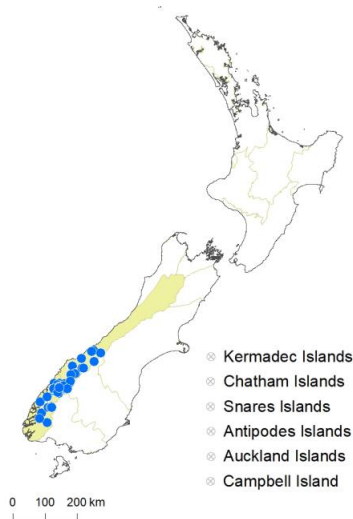 Kermadec Islands
Chatham Islands
Snares Islands
Antipodes Islands
Auckland Islands
Campbell Island
0 100 200 km